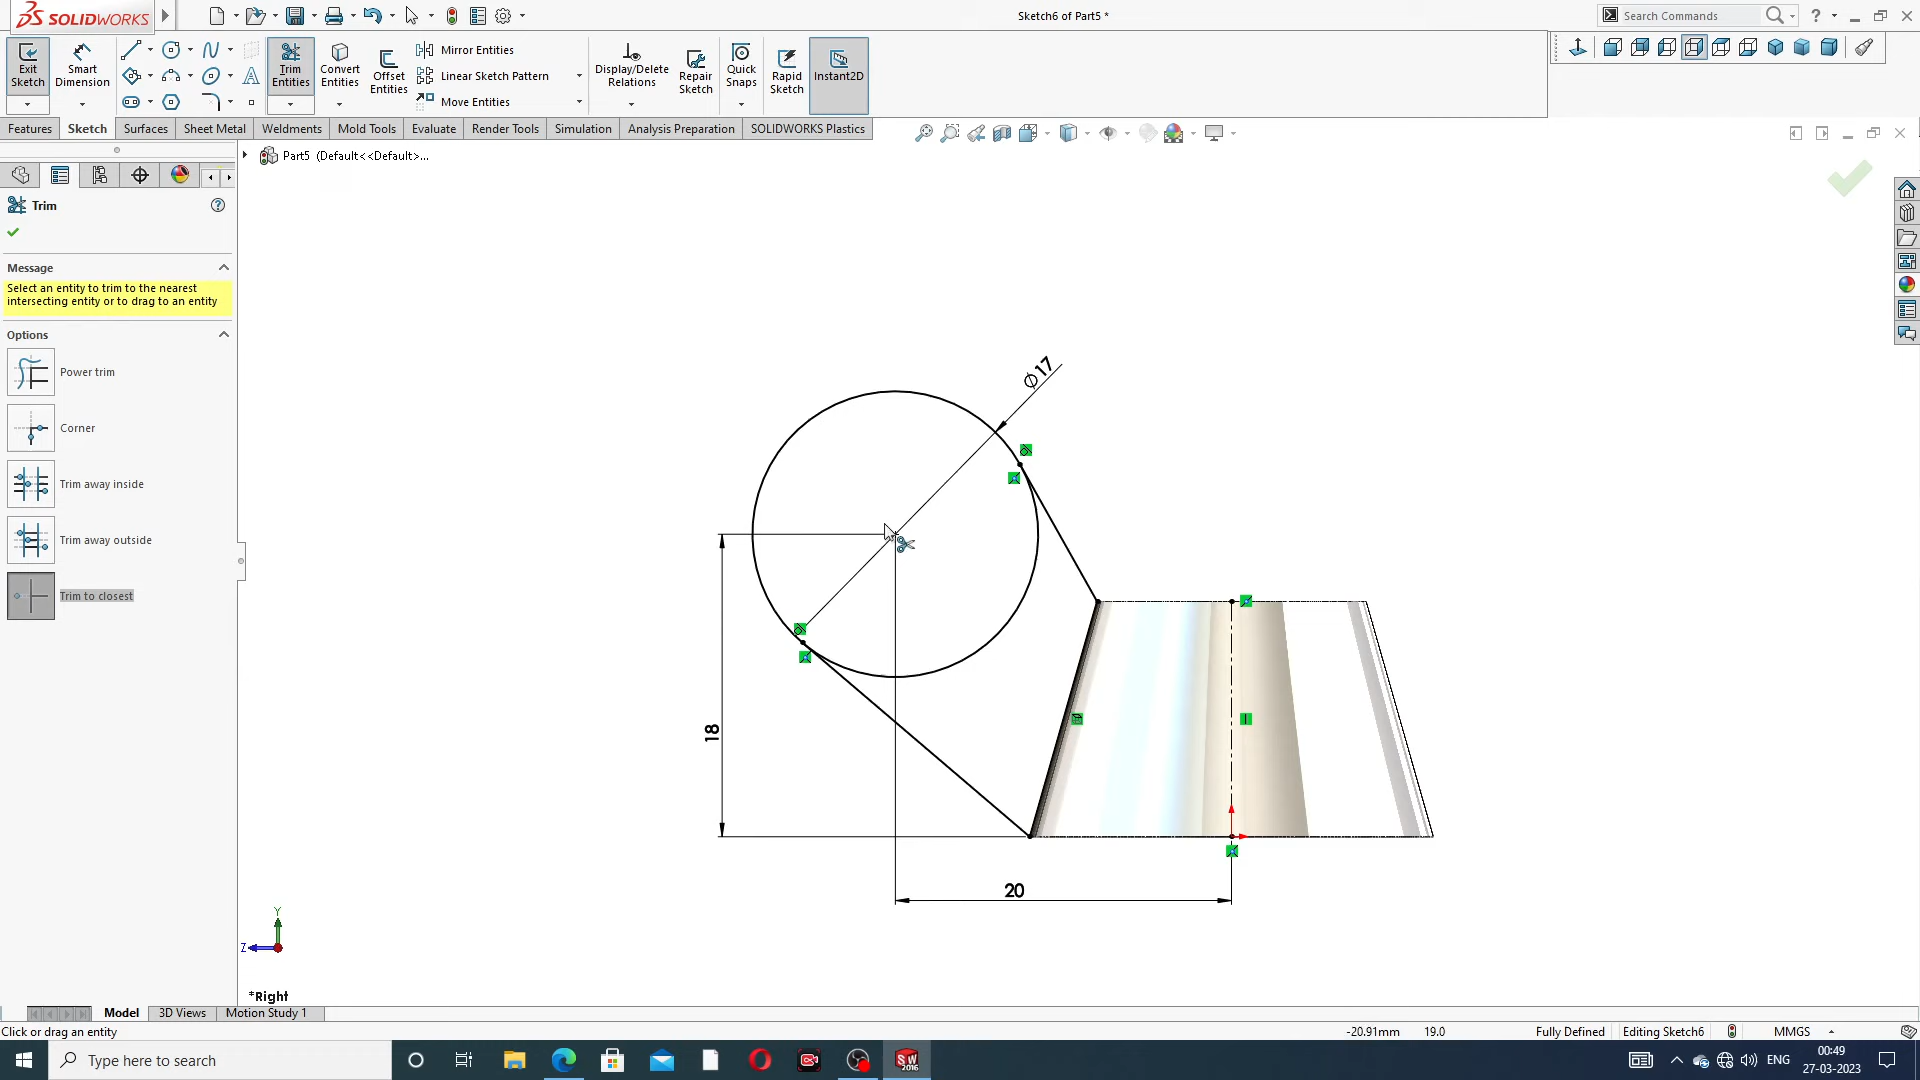 SOLIDWORKS
Sketch6 of Part5 *
Search Commands
Exit Sketch
Smart Dimension
Trim Entities
Convert Entities
Offset Entities
Mirror Entities
Linear Sketch Pattern
Move Entities
Display/Delete Relations
Repair Sketch
Quick Snaps
Rapid Sketch
Instant2D
Features
Sketch
Surfaces
Sheet Metal
Weldments
Mold Tools
Evaluate
Render Tools
Simulation
Analysis Preparation
SOLIDWORKS Plastics
Part5 (Default<<Default>...
Trim
Message
Select an entity to trim to the nearest
intersecting entity or to drag to an entity
Options
Power trim
Corner
Trim away inside
Trim away outside
Trim to closest
Ø17
18
20
Y
Z
*Right
Model
3D Views
Motion Study 1
Click or drag an entity
-20.91mm
19.0
Fully Defined
Editing Sketch6
MMGS
Type here to search
SW
2016
ENG
00:49
27-03-2023